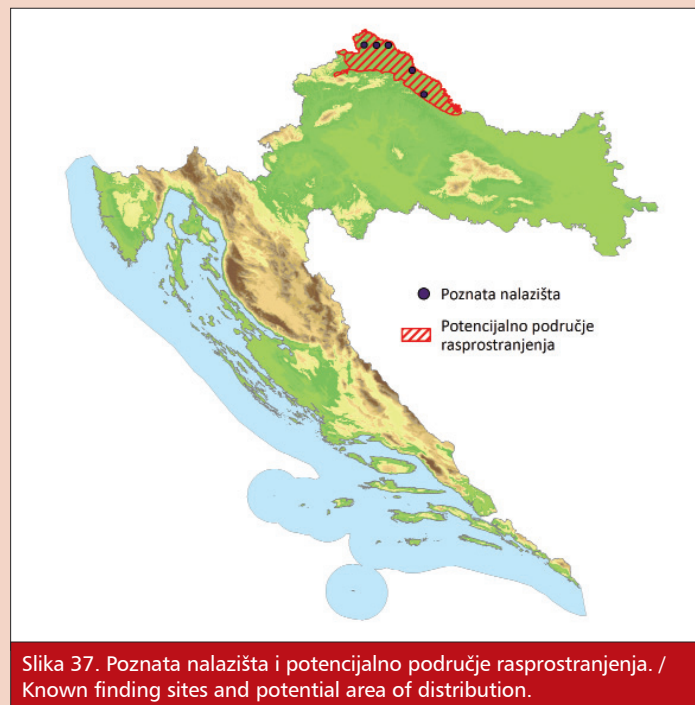 Poznata nalazišta
Potencijalno područje
rasprostranjenja
Slika 37. Poznata nalazišta i potencijalno područje rasprostranjenja. /
Known finding sites and potential area of distribution.